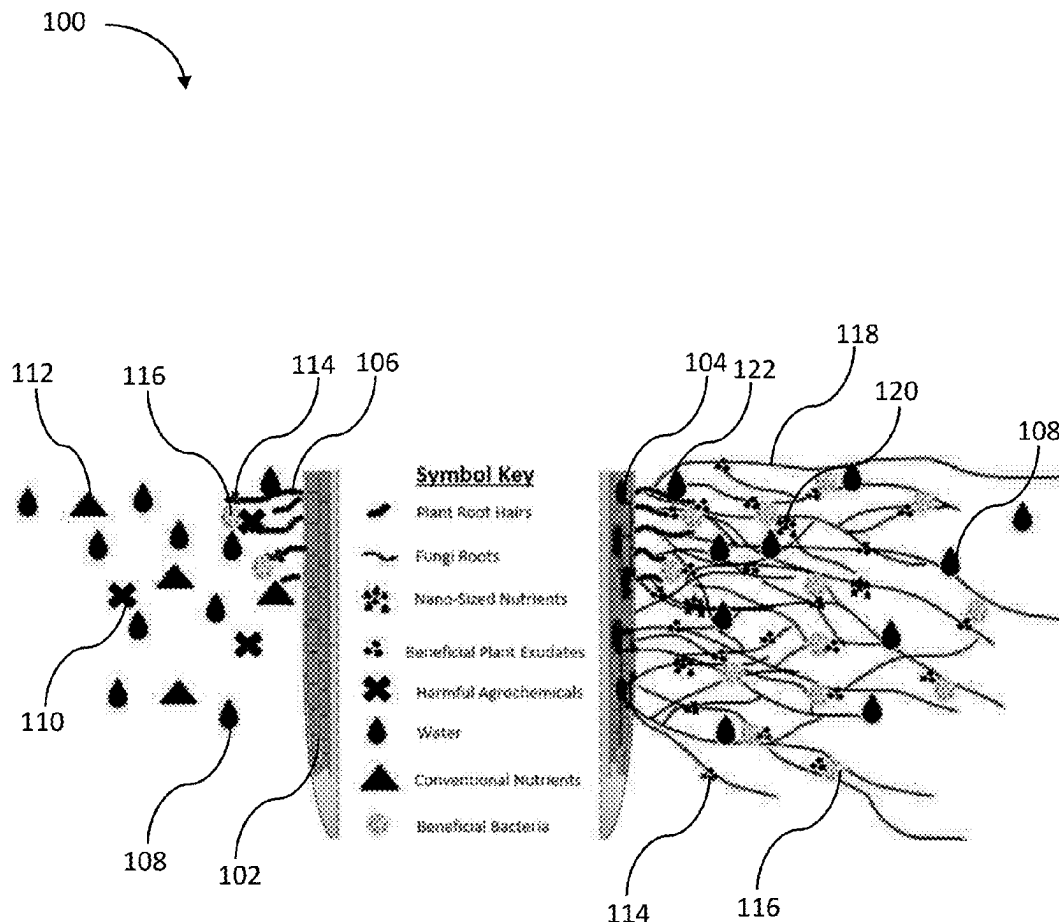 100
112
116
114
106
104
122
118
120
108
Symbol Key
Plant Root Hairs
Fungi Roots
Nano-Sized Nutrients
Beneficial Plant Exudates
Harmful Agrochemicals
Water
Conventional Nutrients
Beneficial Bacteria
110
108
102
114
116